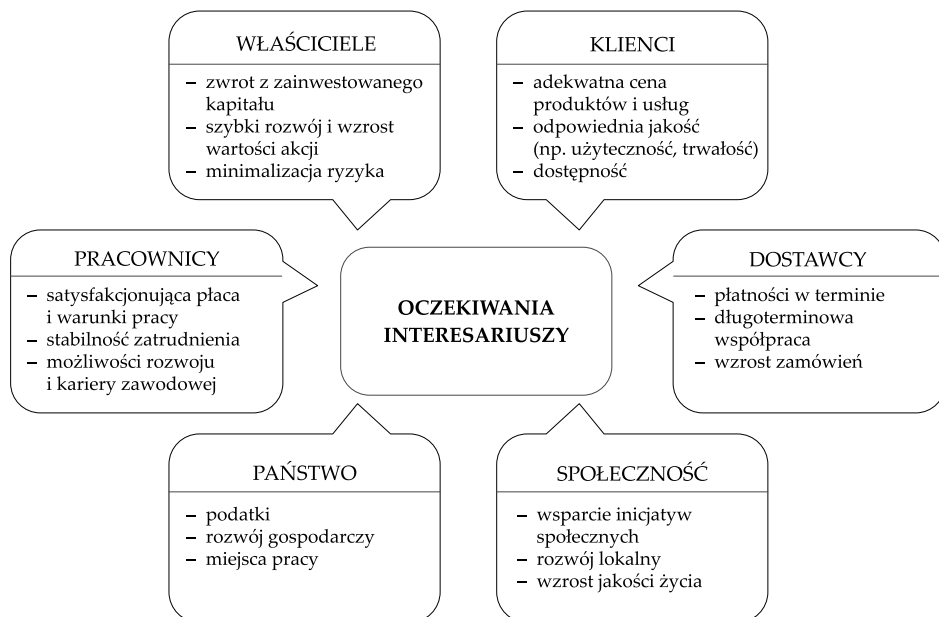 WŁAŚCICIELE
– zwrot z zainwestowanego
kapitału
– szybki rozwój i wzrost
wartości akcji
– minimalizacja ryzyka
KLIENCI
– adekwatna cena
produktów i usług
– odpowiednia jakość
(np. użyteczność, trwałość)
– dostępność
PRACOWNICY
– satysfakcjonująca płaca
i warunki pracy
– stabilność zatrudnienia
– możliwości rozwoju
i kariery zawodowej
OCZEKIWANIA
INTERESARIUSZY
DOSTAWCY
– płatności w terminie
– długoterminowa
współpraca
– wzrost zamówień
PAŃSTWO
– podatki
– rozwój gospodarczy
– miejsca pracy
SPOŁECZNOŚĆ
– wsparcie inicjatyw
społecznych
– rozwój lokalny
– wzrost jakości życia